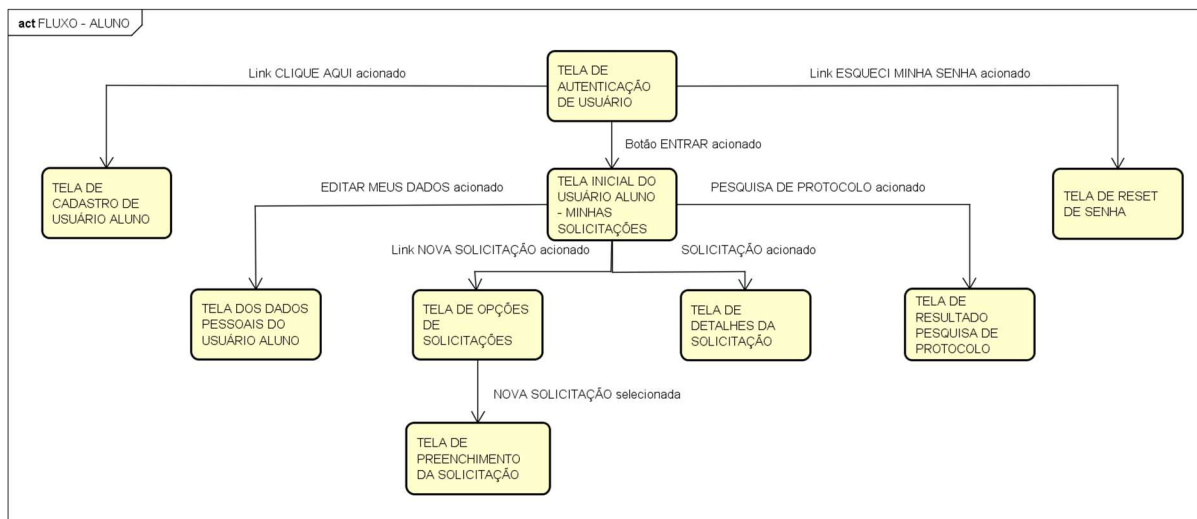 act FLUXO - ALUNO
TELA DE
AUTENTICAÇÃO
DE USUÁRIO
Link CLIQUE AQUI acionado
Link ESQUECI MINHA SENHA acionado
Botão ENTRAR acionado
TELA DE
CADASTRO DE
USUÁRIO ALUNO
TELA INICIAL DO
USUÁRIO ALUNO
- MINHAS
SOLICITAÇÕES
TELA DE RESET
DE SENHA
EDITAR MEUS DADOS acionado
PESQUISA DE PROTOCOLO acionado
Link NOVA SOLICITAÇÃO acionado
SOLICITAÇÃO acionado
TELA DOS DADOS
PESSOAIS DO
USUÁRIO ALUNO
TELA DE OPÇÕES
DE
SOLICITAÇÕES
TELA DE
DETALHES DA
SOLICITAÇÃO
TELA DE
RESULTADO
PESQUISA DE
PROTOCOLO
NOVA SOLICITAÇÃO selecionada
TELA DE
PREENCHIMENTO
DA SOLICITAÇÃO